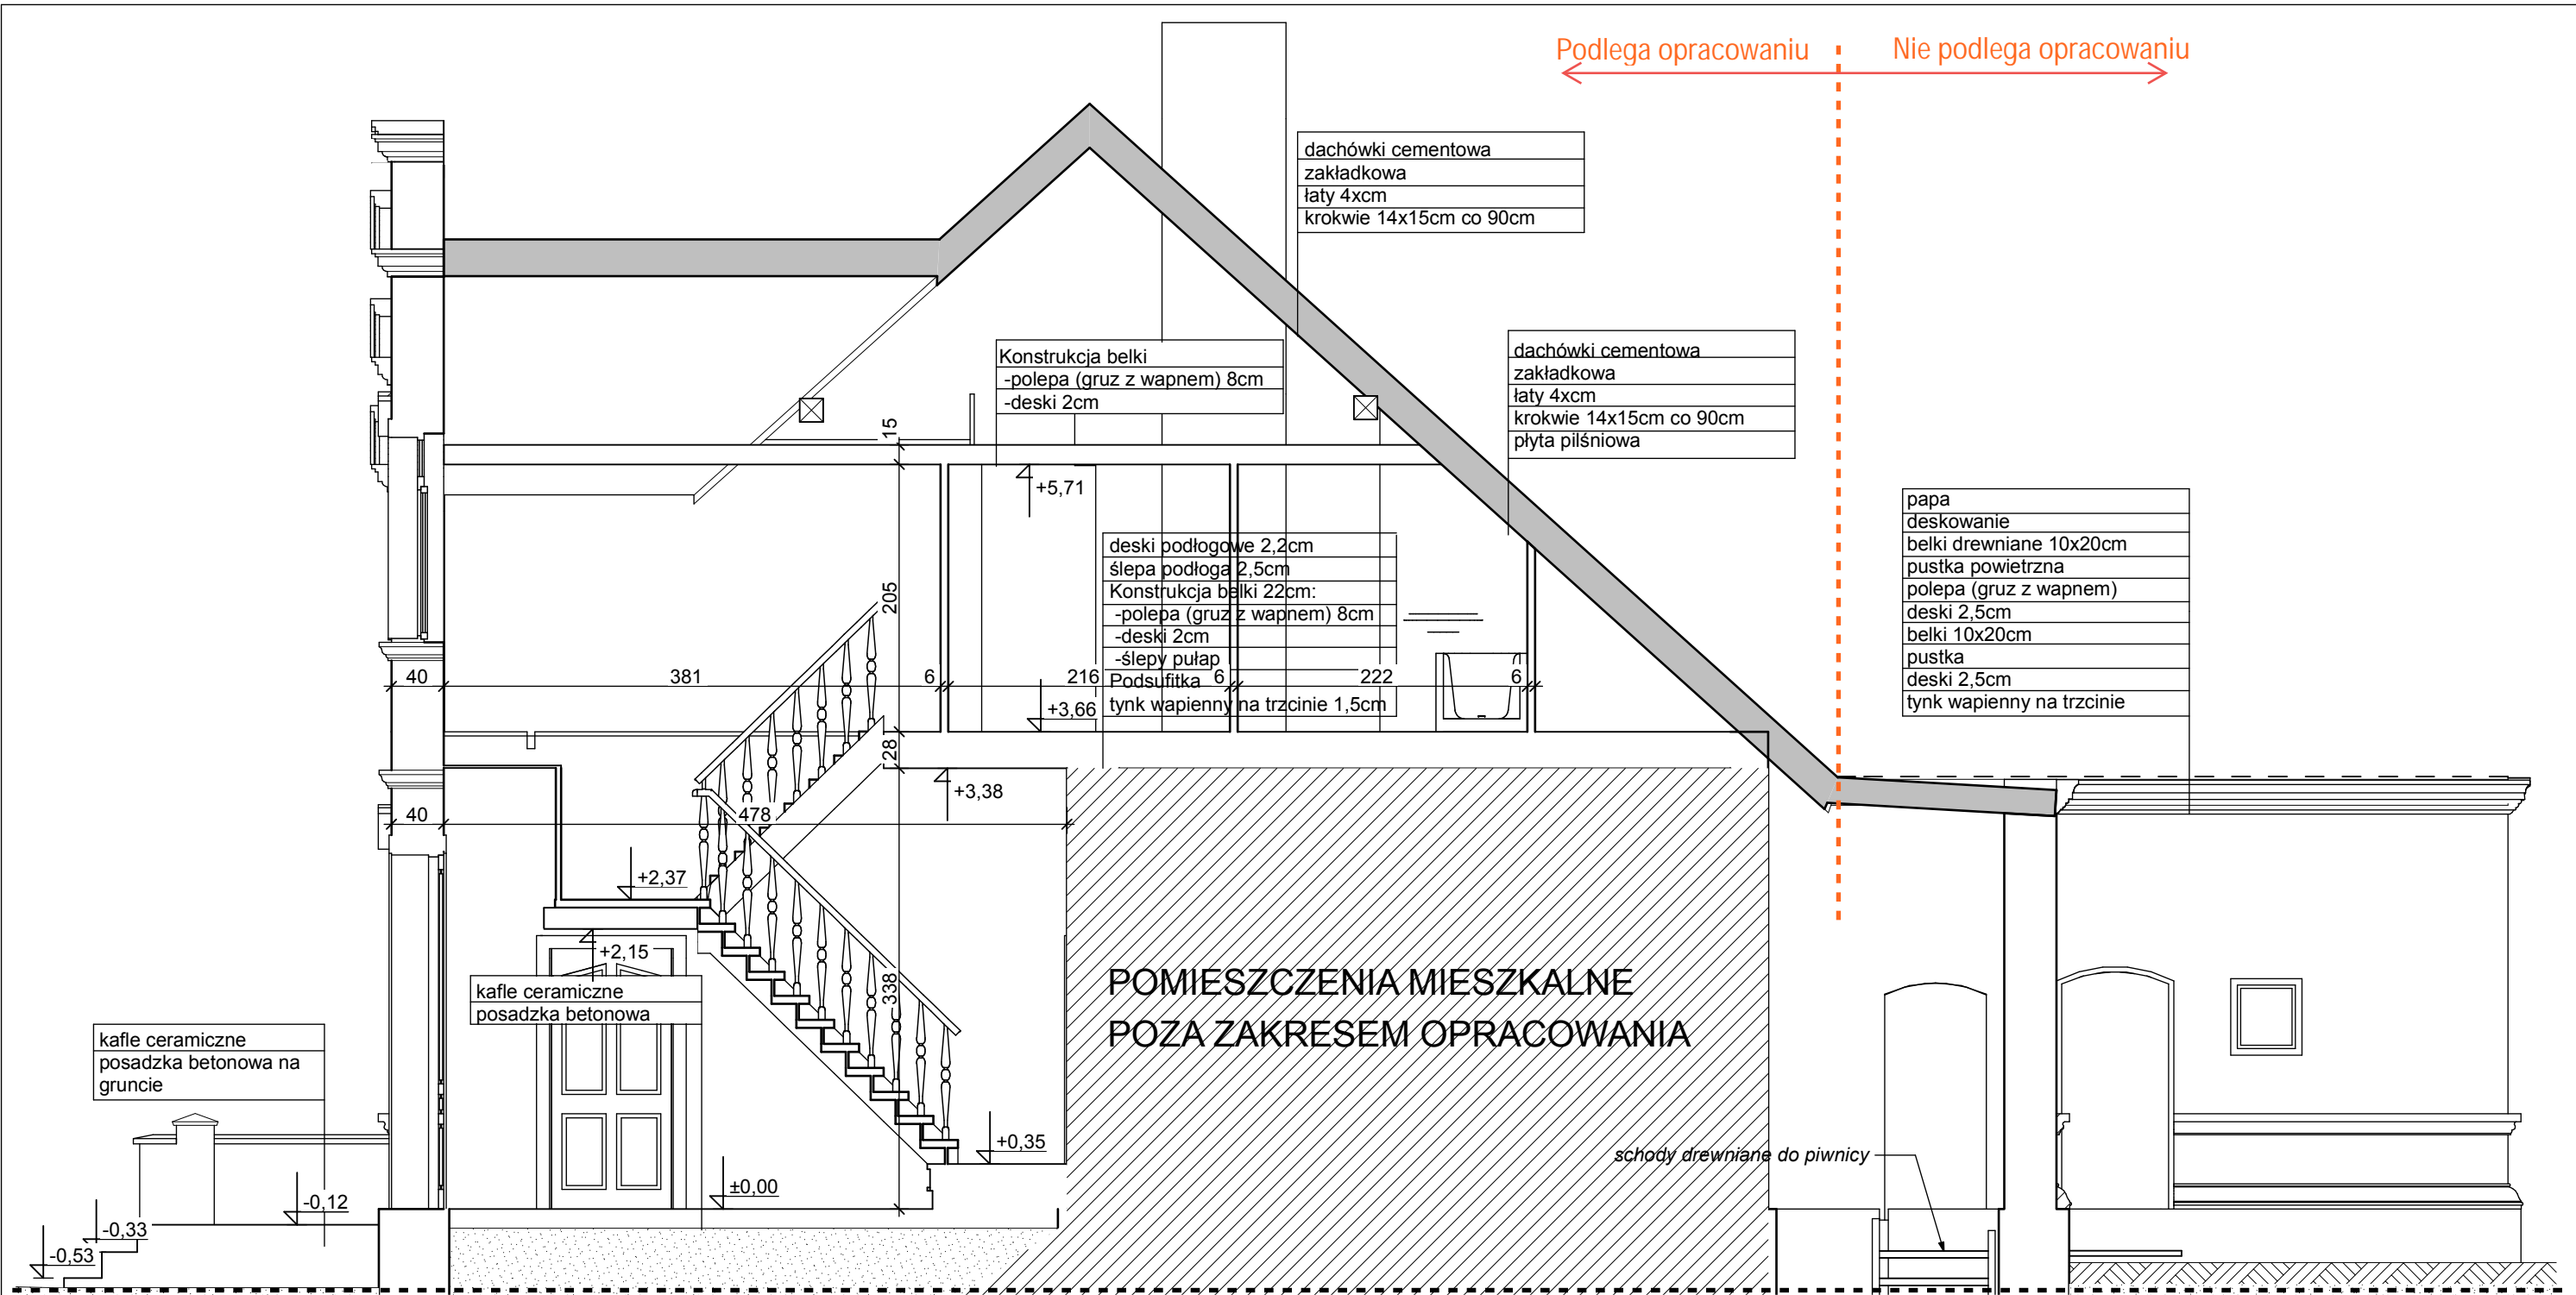 Podlega opracowaniu
Nie podlega opracowaniu
dachówki cementowa
zakładkowa
łaty 4xcm
krokwie 14x15cm co 90cm
Konstrukcja belki
-polepa (gruz z wapnem) 8cm
-deski 2cm
dachówki cementowa
zakładkowa
łaty 4xcm
krokwie 14x15cm co 90cm
płyta pilśniowa
15
+5,71
papa
deskowanie
belki drewniane 10x20cm
pustka powietrzna
polepa (gruz z wapnem)
deski 2,5cm
belki 10x20cm
pustka
deski 2,5cm
tynk wapienny na trzcinie
deski podłogowe 2,2cm
ślepa podłoga 2,5cm
Konstrukcja belki 22cm:
-polepa (gruz z wapnem) 8cm
-deski 2cm
-ślepy pułap
Podsufitka
tynk wapienny na trzcinie 1,5cm
205
40
381
6
216
6
222
6
+3,66
28
+3,38
40
478
+2,37
+2,15
338
kafle ceramiczne
posadzka betonowa
POMIESZCZENIA MIESZKALNE
POZA ZAKRESEM OPRACOWANIA
kafle ceramiczne
posadzka betonowa na
gruncie
+0,35
schody drewniane do piwnicy
±0,00
-0,12
-0,33
-0,53